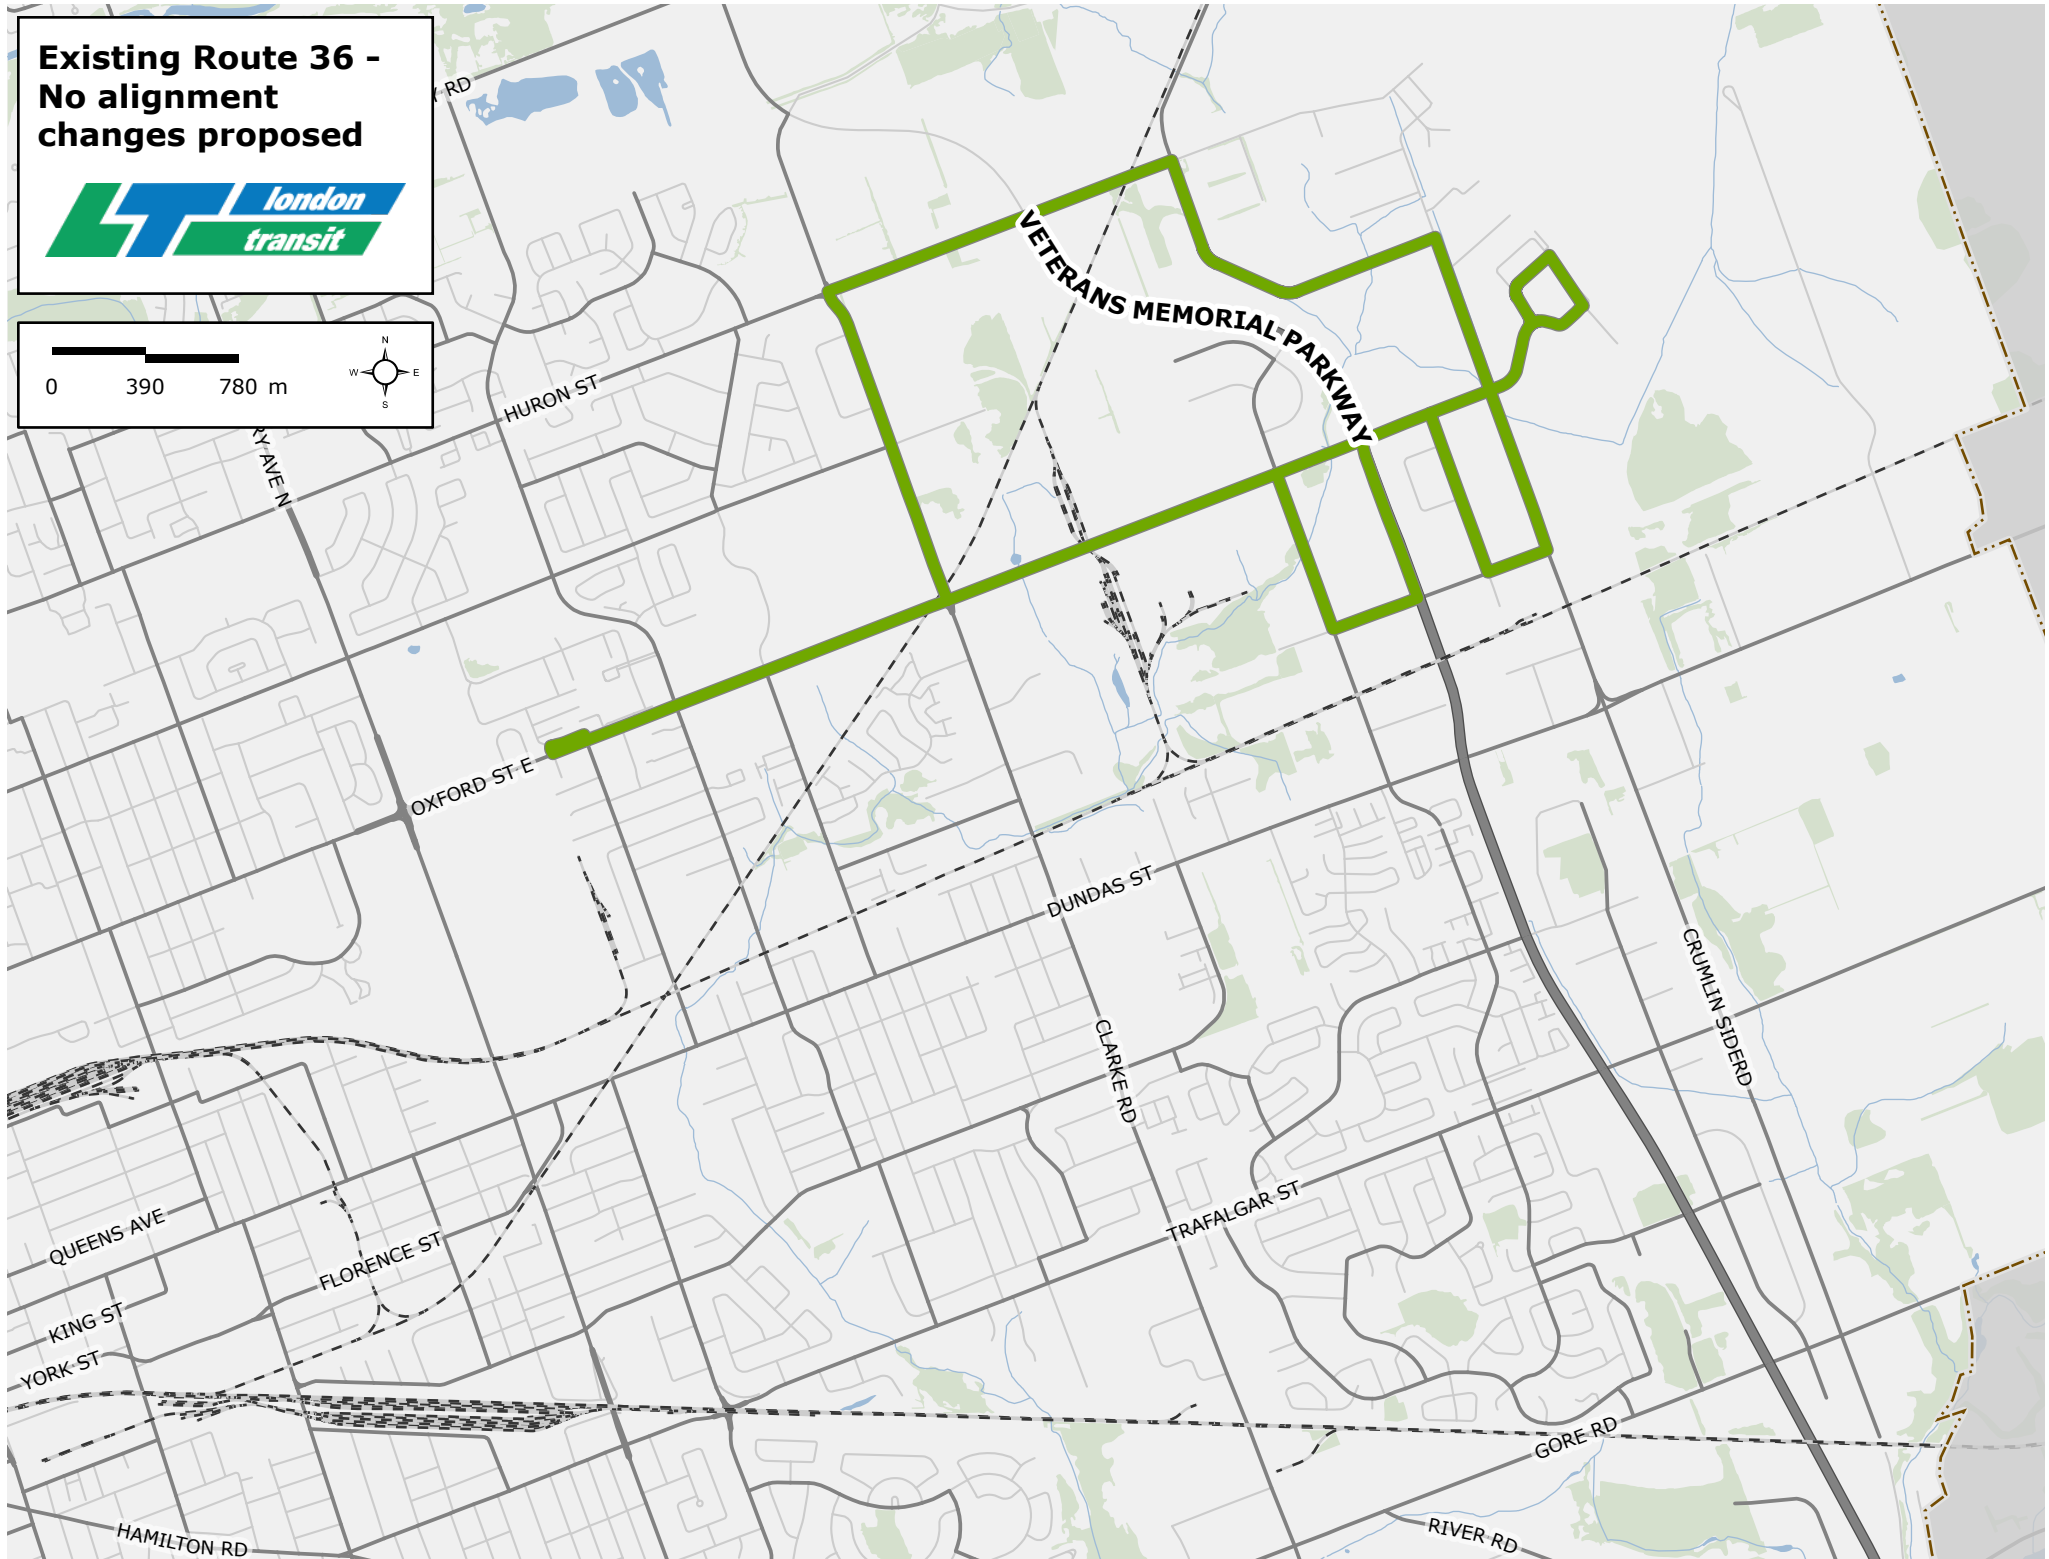 Existing Route 36 -
No alignment
changes proposed
london
transit
0 390 780 m
N
W E
S
RD
HURON ST
RY AVE N
VETERANS MEMORIAL PARKWAY
OXFORD ST E
DUNDAS ST
CRUMLIN SIDERD
CLARKE RD
TRAFALGAR ST
QUEENS AVE
FLORENCE ST
KING ST
YORK ST
GORE RD
HAMILTON RD
RIVER RD